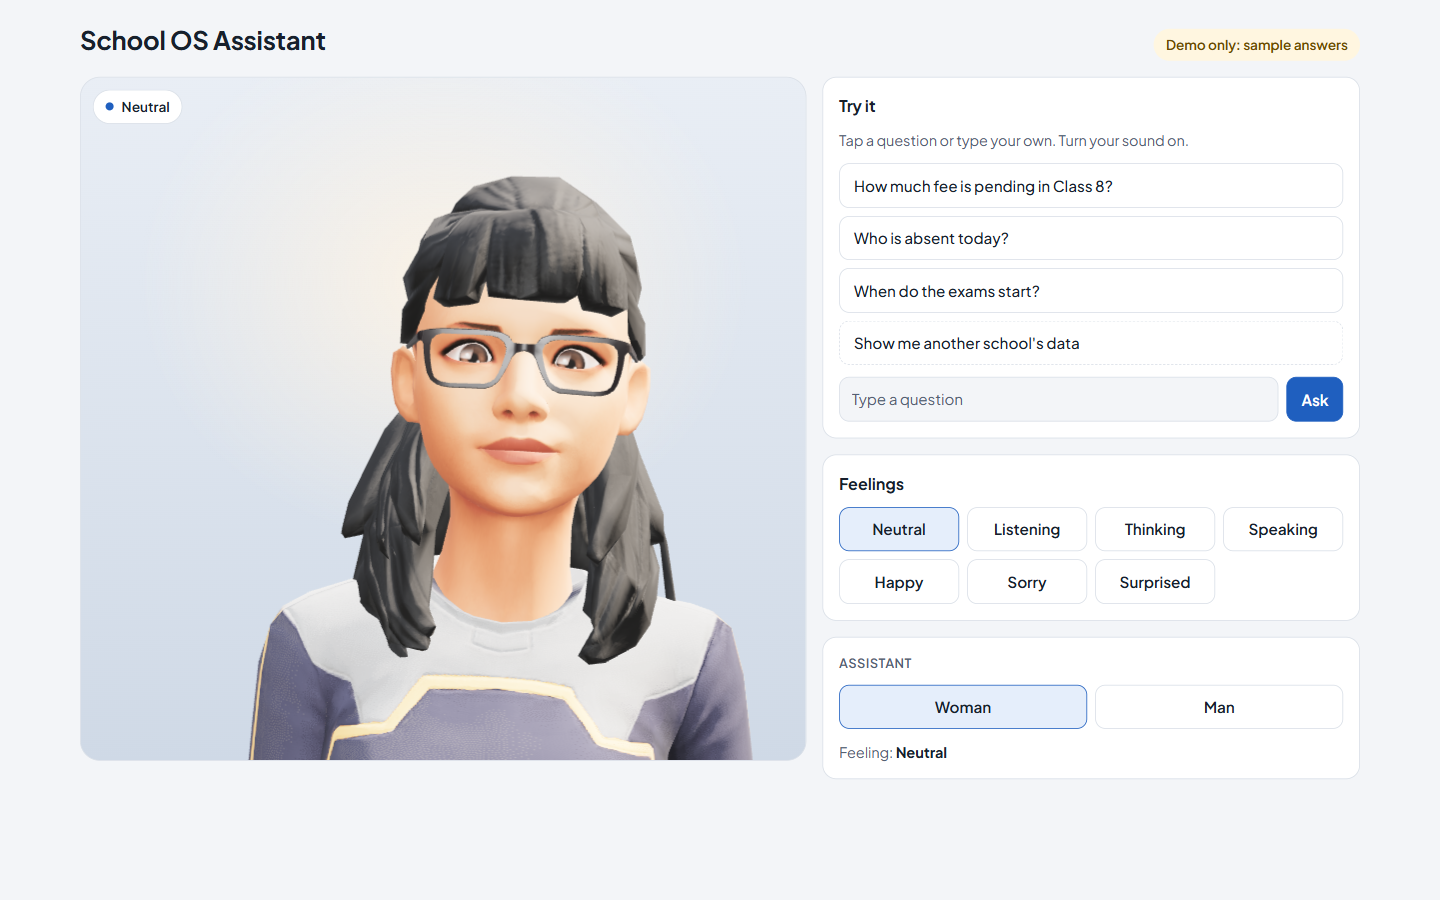 School OS Assistant
Demo only: sample answers
Neutral
Try it
Tap a question or type your own. Turn your sound on.
How much fee is pending in Class 8?
Who is absent today?
When do the exams start?
Show me another school's data
Type a question
Ask
Feelings
Neutral
Listening
Thinking
Speaking
Happy
Sorry
Surprised
ASSISTANT
Woman
Man
Feeling: Neutral